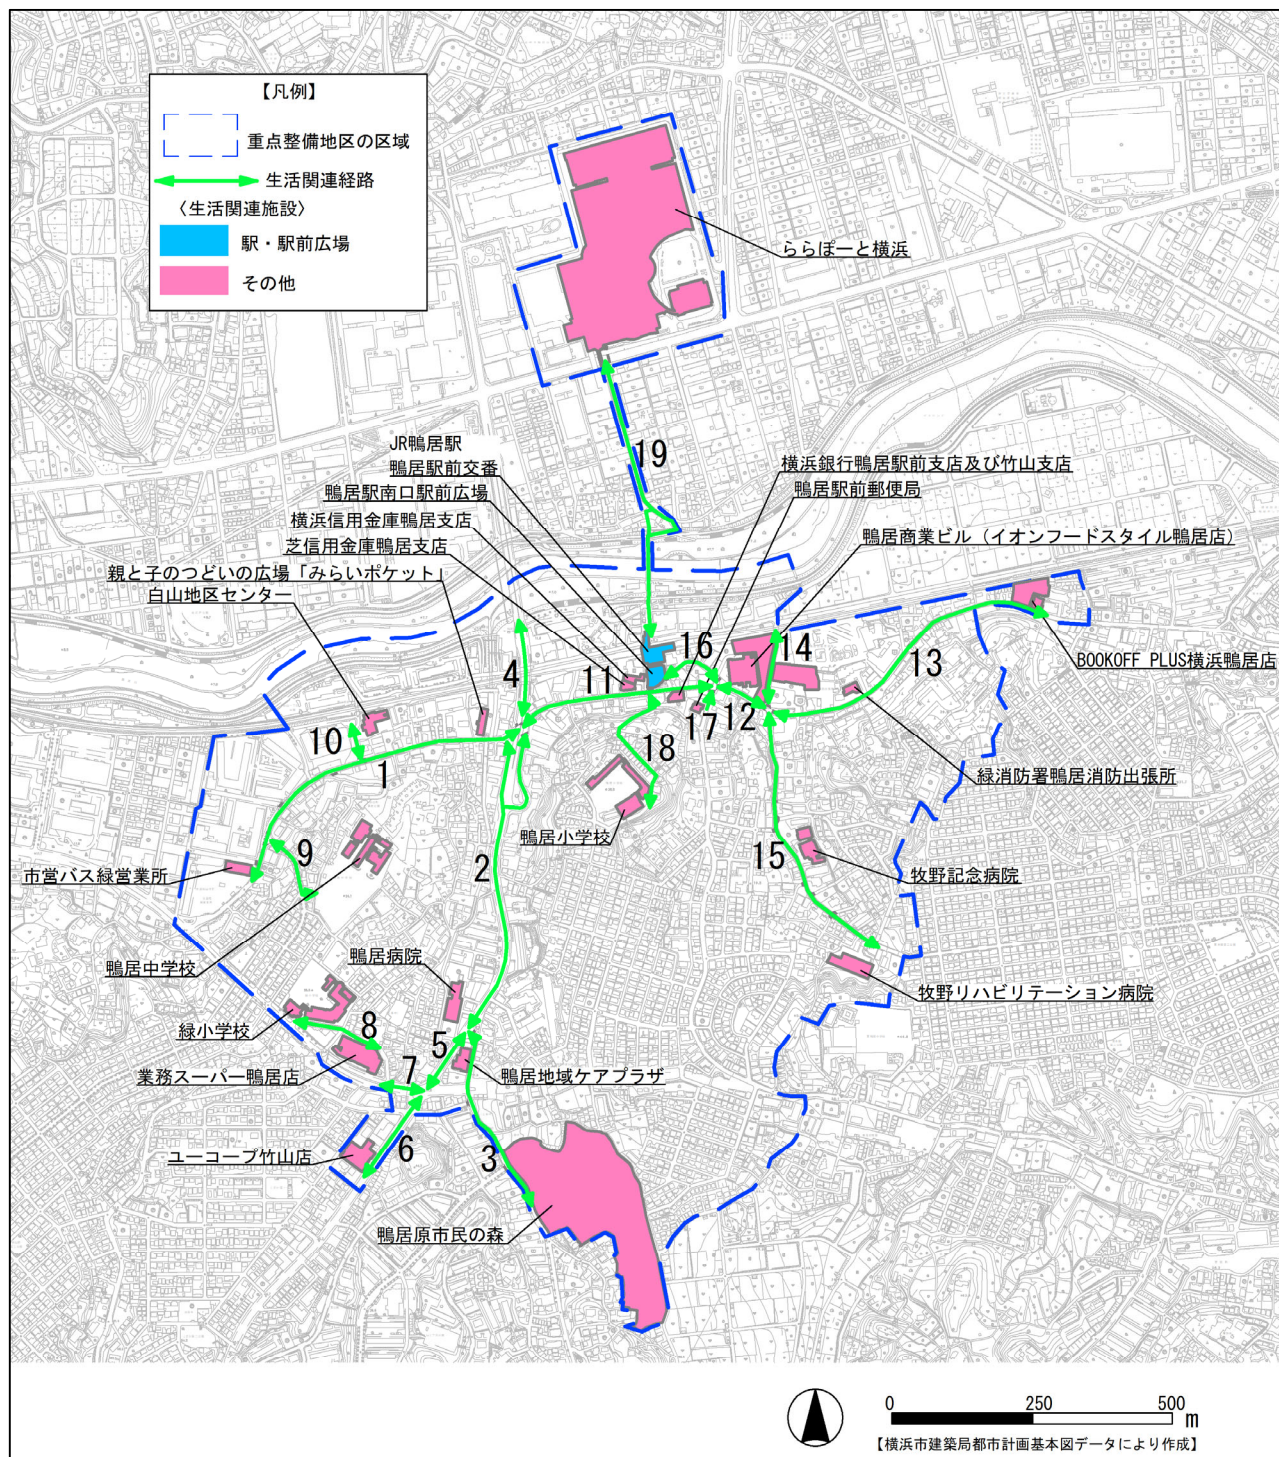 【凡例】
重点整備地区の区域
生活関連経路
〈生活関連施設〉
駅・駅前広場
その他
ららぽーと横浜
19
JR鴨居駅
鴨居駅前交番
鴨居駅南口駅前広場
横浜信用金庫鴨居支店
芝信用金庫鴨居支店
親と子のつどいの広場「みらいポケット」
白山地区センター
横浜銀行鴨居駅前支店及び竹山支店
鴨居駅前郵便局
鴨居商業ビル（イオンフードスタイル鴨居店）
BOOKOFF PLUS横浜鴨居店
緑消防署鴨居消防出張所
4
11
16
14
13
17
12
18
10
1
9
2
15
市営バス緑営業所
鴨居小学校
牧野記念病院
鴨居中学校
鴨居病院
牧野リハビリテーション病院
緑小学校
8
5
業務スーパー鴨居店
7
鴨居地域ケアプラザ
ユーコープ竹山店
6
3
鴨居原市民の森
0 250 500 m
【横浜市建築局都市計画基本図データにより作成】